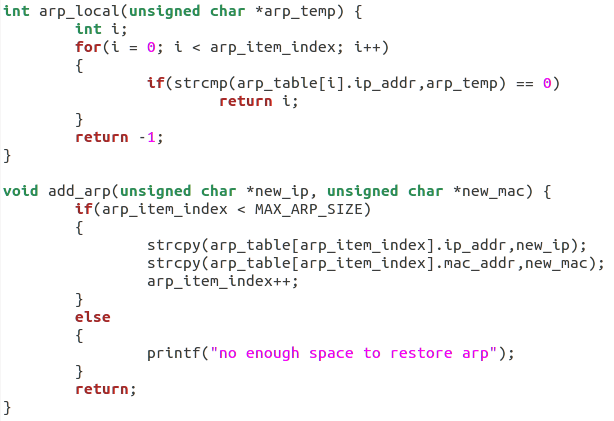 int arp_local(unsigned char *arp_temp) {
        int i;
        for(i = 0; i < arp_item_index; i++)
        {
                if(strcmp(arp_table[i].ip_addr,arp_temp) == 0)
                        return i;
        }
        return -1;
}

void add_arp(unsigned char *new_ip, unsigned char *new_mac) {
        if(arp_item_index < MAX_ARP_SIZE)
        {
                strcpy(arp_table[arp_item_index].ip_addr,new_ip);
                strcpy(arp_table[arp_item_index].mac_addr,new_mac);
                arp_item_index++;
        }
        else
        {
                printf("no enough space to restore arp");
        }
        return;
}